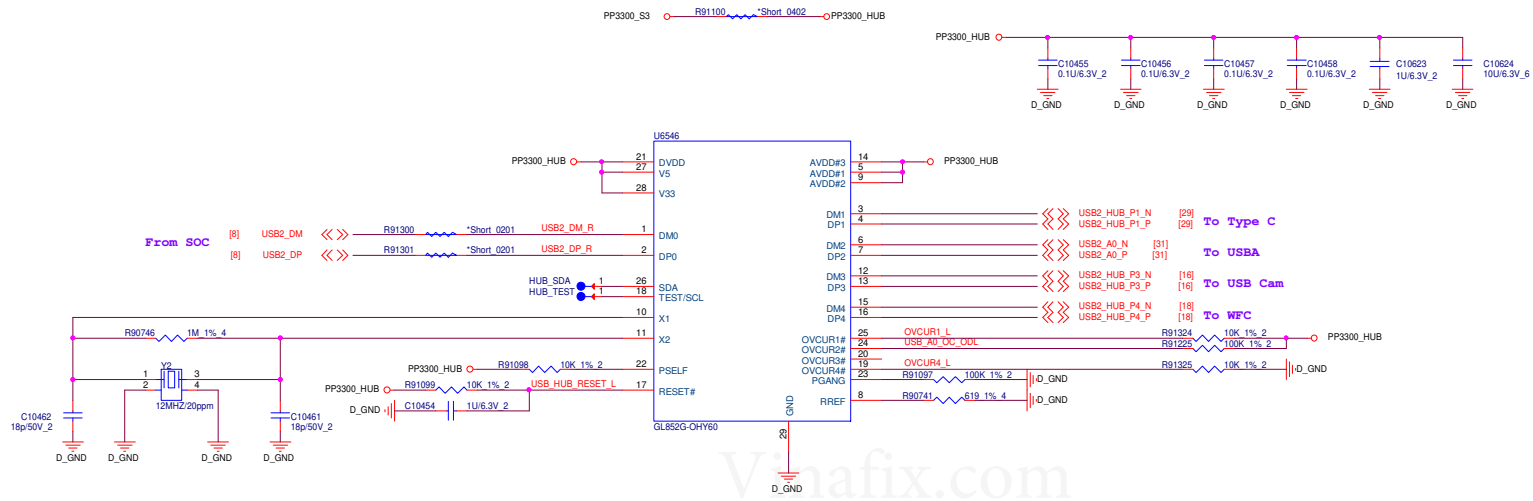 PP3300_S3 R91100 *Short_0402 PP3300_HUB
PP3300_HUB
C10455
0.1U/6.3V_2
C10456
0.1U/6.3V_2
C10457
0.1U/6.3V_2
C10458
0.1U/6.3V_2
C10623
1U/6.3V_2
C10624
10U/6.3V_6
D_GND D_GND D_GND D_GND D_GND D_GND
U6546
PP3300_HUB 21 DVDD
27 V5
28 V33
AVDD#3 14 PP3300_HUB
AVDD#1 5
AVDD#2 9
From SOC
[8] USB2_DM R91300 *Short_0201 USB2_DM_R 1 DM0
[8] USB2_DP R91301 *Short_0201 USB2_DP_R 2 DP0
DM1 3 USB2_HUB_P1_N [29]
DP1 4 USB2_HUB_P1_P [29]
To Type C
DM2 6 USB2_A0_N [31]
DP2 7 USB2_A0_P [31]
To USBA
HUB_SDA 1 26 SDA
HUB_TEST 1 18 TEST/SCL
DM3 12 USB2_HUB_P3_N [16]
DP3 13 USB2_HUB_P3_P [16]
To USB Cam
10 X1
DM4 15 USB2_HUB_P4_N [18]
DP4 16 USB2_HUB_P4_P [18]
To WFC
R90746 1M_1%_4 11 X2
OVCUR1# 25 OVCUR1_L R91324 10K_1%_2 PP3300_HUB
OVCUR2# 24 USB_A0_OC_ODL R91225 100K_1%_2
OVCUR3# 20
OVCUR4# 19 OVCUR4_L R91325 10K_1%_2 D_GND
PP3300_HUB R91098 10K_1%_2 22 PSELF
PGANG 23 R91097 100K_1%_2 D_GND
PP3300_HUB R91099 10K_1%_2 USB_HUB_RESET_L 17 RESET#
RREF 8 R90741 619_1%_4 D_GND
D_GND C10454 1U/6.3V_2
Y2
1 3
2 4
12MHZ/20ppm
C10462
18p/50V_2
C10461
18p/50V_2
D_GND D_GND D_GND D_GND
GL852G-OHY60
GND
29
D_GND
Vinafix.com